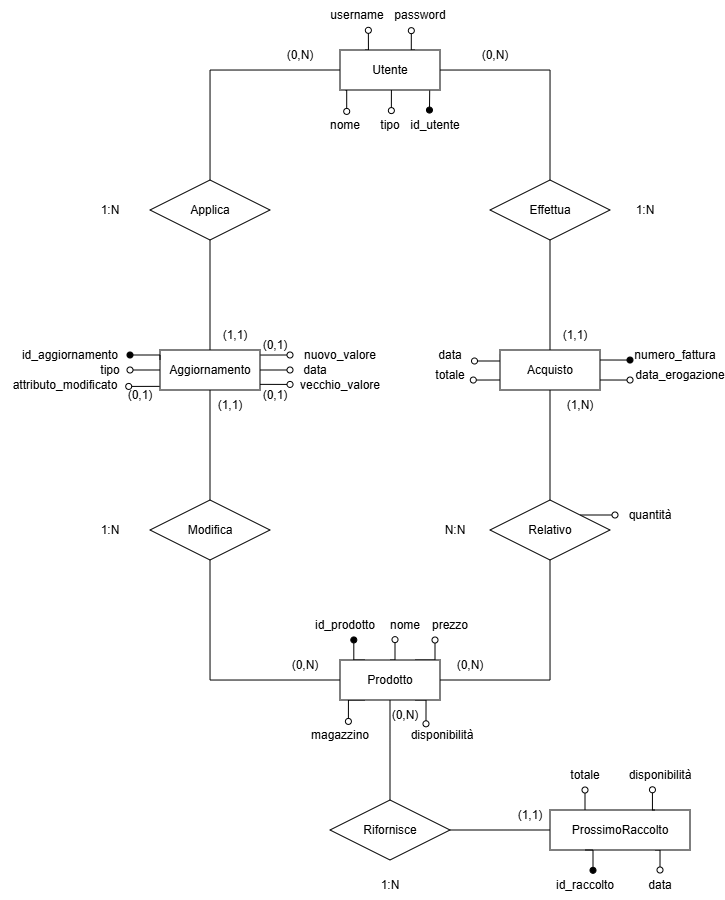 username password
(0,N) (0,N)
Utente
nome tipo id_utente
1:N Applica Effettua 1:N
(1,1) (1,1)
(0,1)
id_aggiornamento nuovo_valore data numero_fattura
tipo Aggiornamento data totale Acquisto data_erogazione
attributo_modificato vecchio_valore
(0,1) (0,1)
(1,1) (1,N)
quantità
1:N Modifica N:N Relativo
id_prodotto nome prezzo
(0,N) (0,N)
Prodotto
(0,N)
magazzino disponibilità
totale disponibilità
(1,1)
Rifornisce ProssimoRaccolto
1:N id_raccolto data